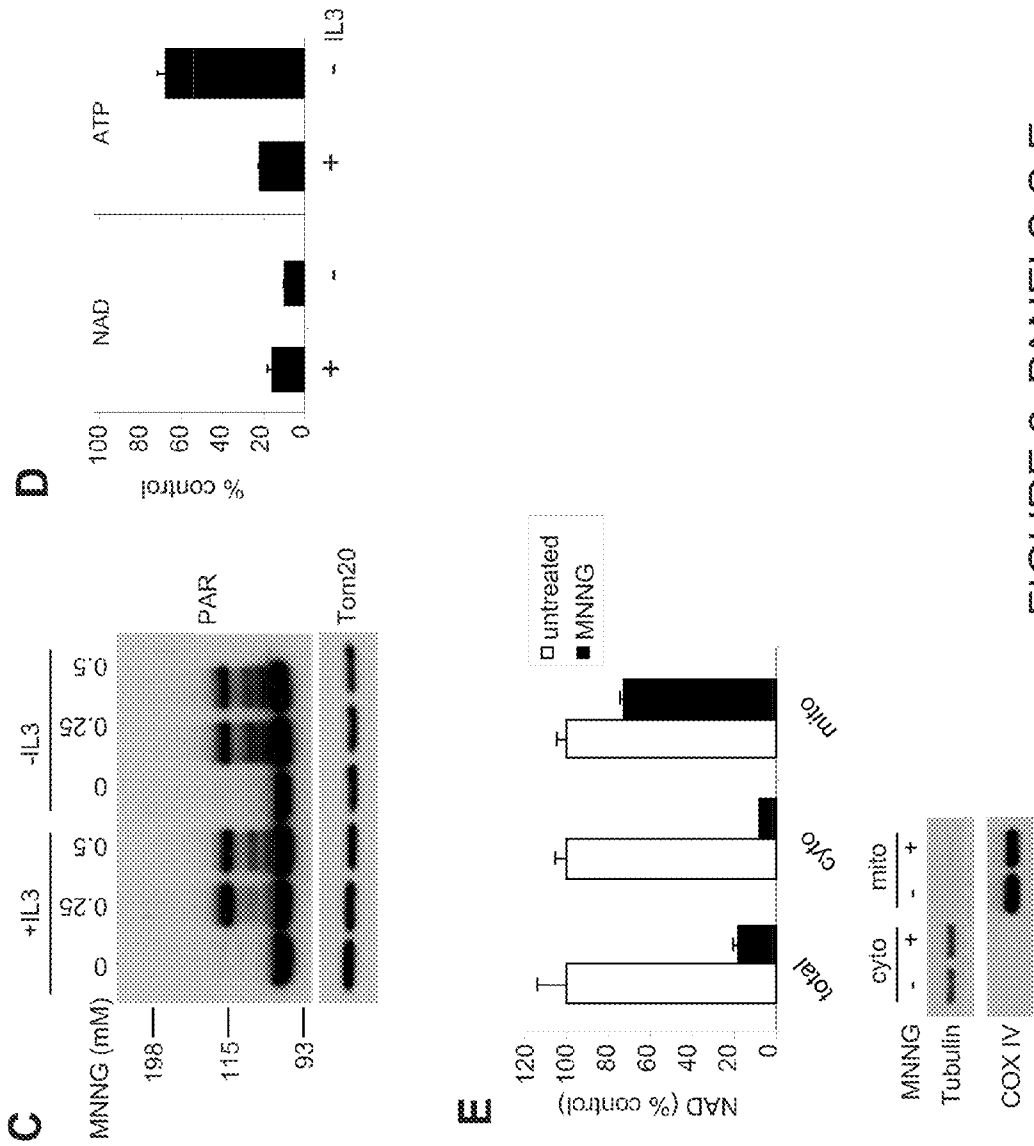 C
+IL3
-IL3
MNNG (mM)
0
0.25
0.5
0
0.25
0.5
198
115
93
PAR
Tom20
D
% control
100
80
60
40
20
0
NAD
ATP
+
-
+
-
IL3
E
NAD (% control)
120
100
80
60
40
20
0
untreated
MNNG
total
cyto
mito
cyto
mito
MNNG
-
+
-
+
Tubulin
COX IV